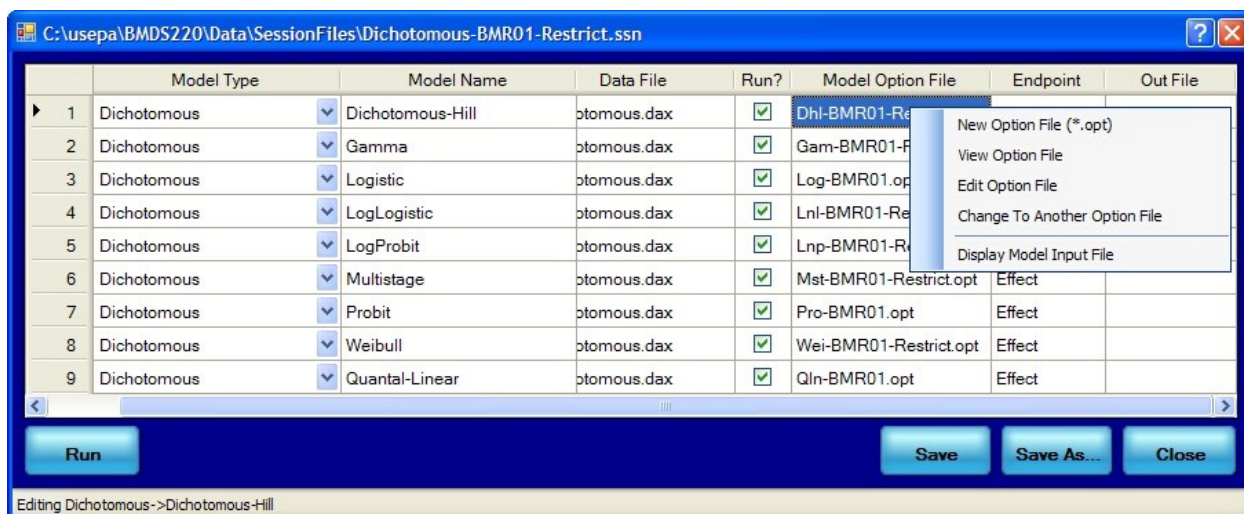 C:\usepa\BMDS220\Data\SessionFiles\Dichotomous-BMR01-Restrict.ssn
Model Type Model Name Data File Run? Model Option File Endpoint Out File
1 Dichotomous Dichotomous-Hill otomous.dax Dhl-BMR01-Re
2 Dichotomous Gamma otomous.dax Gam-BMR01-F
3 Dichotomous Logistic otomous.dax Log-BMR01.op
4 Dichotomous LogLogistic otomous.dax Lnl-BMR01-Re
5 Dichotomous LogProbit otomous.dax Lnp-BMR01-R
6 Dichotomous Multistage otomous.dax Mst-BMR01-Restrict.opt Effect
7 Dichotomous Probit otomous.dax Pro-BMR01.opt Effect
8 Dichotomous Weibull otomous.dax Wei-BMR01-Restrict.opt Effect
9 Dichotomous Quantal-Linear otomous.dax Qln-BMR01.opt Effect
New Option File (*.opt)
View Option File
Edit Option File
Change To Another Option File
Display Model Input File
Run Save Save As... Close
Editing Dichotomous->Dichotomous-Hill